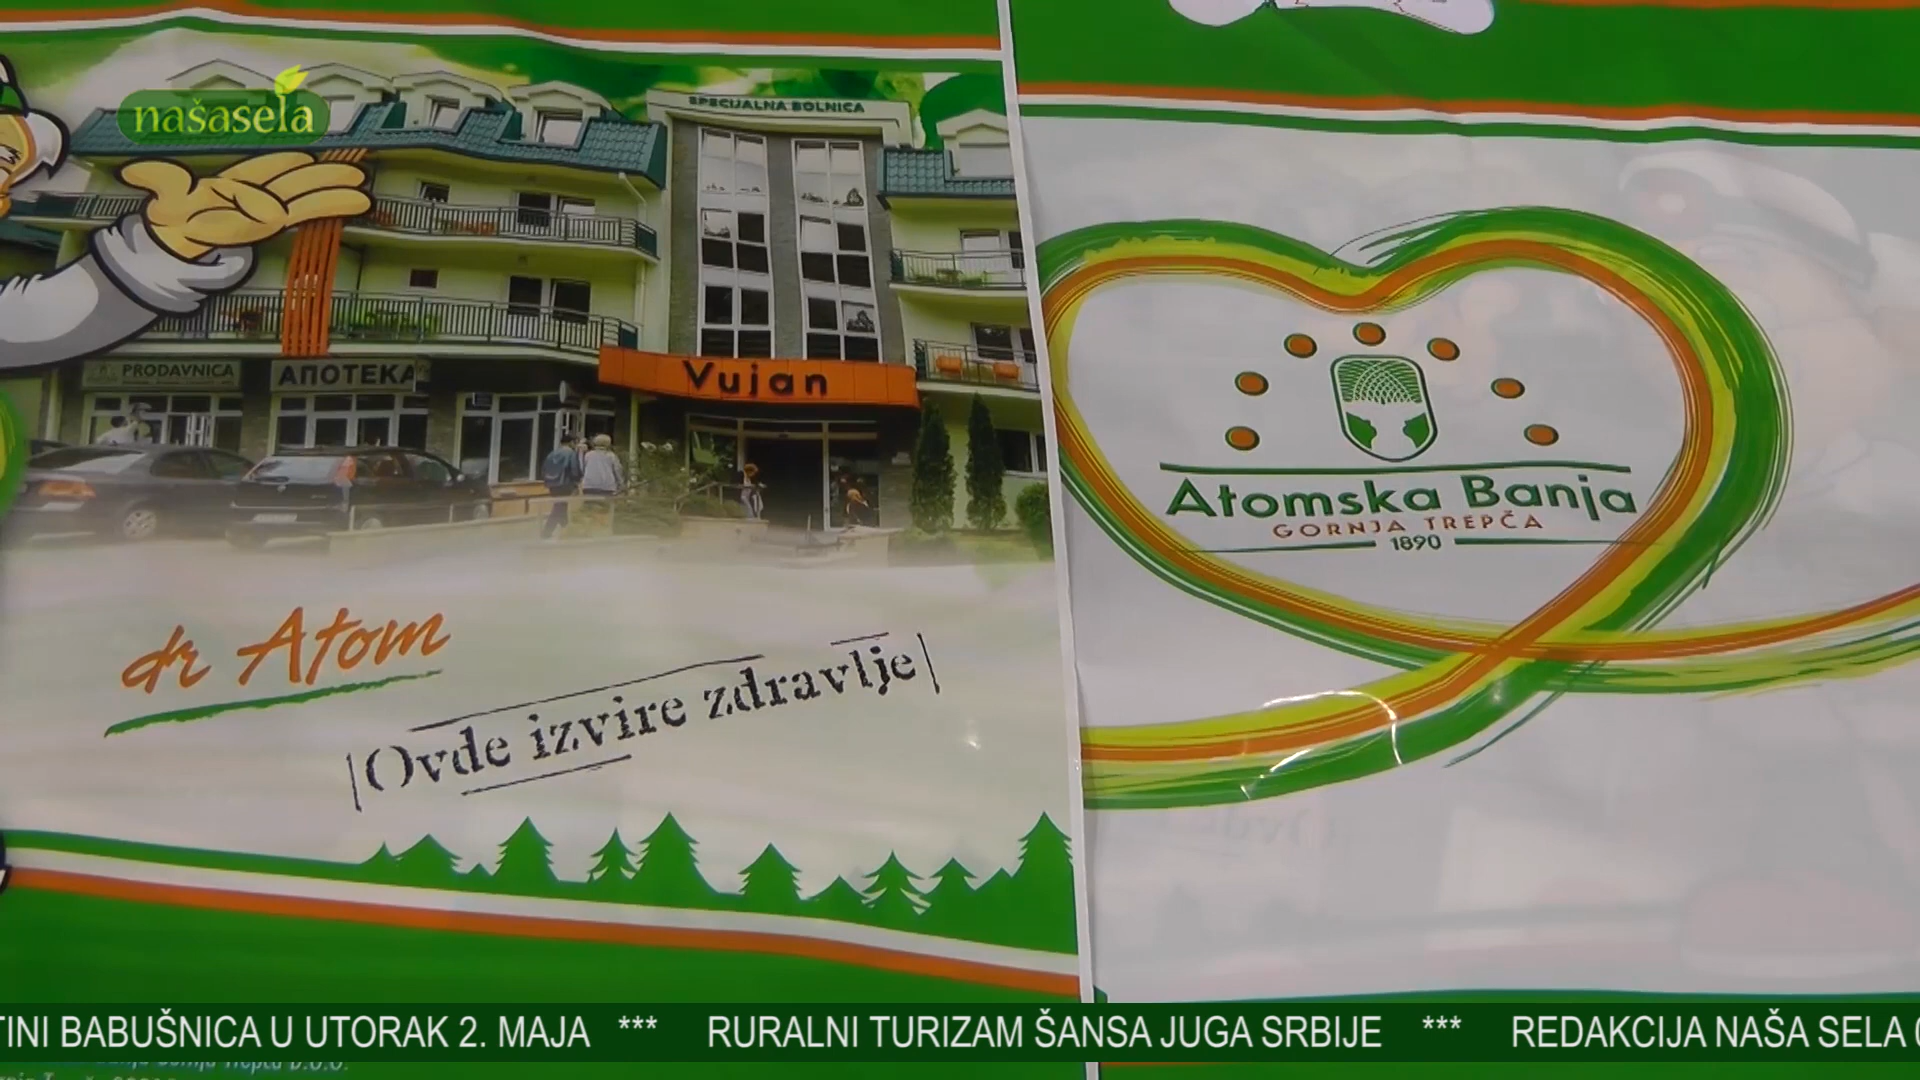 našasela
SPECIJALNA BOLNICA
PRODAVNICA
АПОТЕКА
Vujan
dr Atom
Ovde izvire zdravlje
Atomska Banja
GORNJA TREPČA
1890
TINI BABUŠNICA U UTORAK 2. MAJA *** RURALNI TURIZAM ŠANSA JUGA SRBIJE *** REDAKCIJA NAŠA SELA